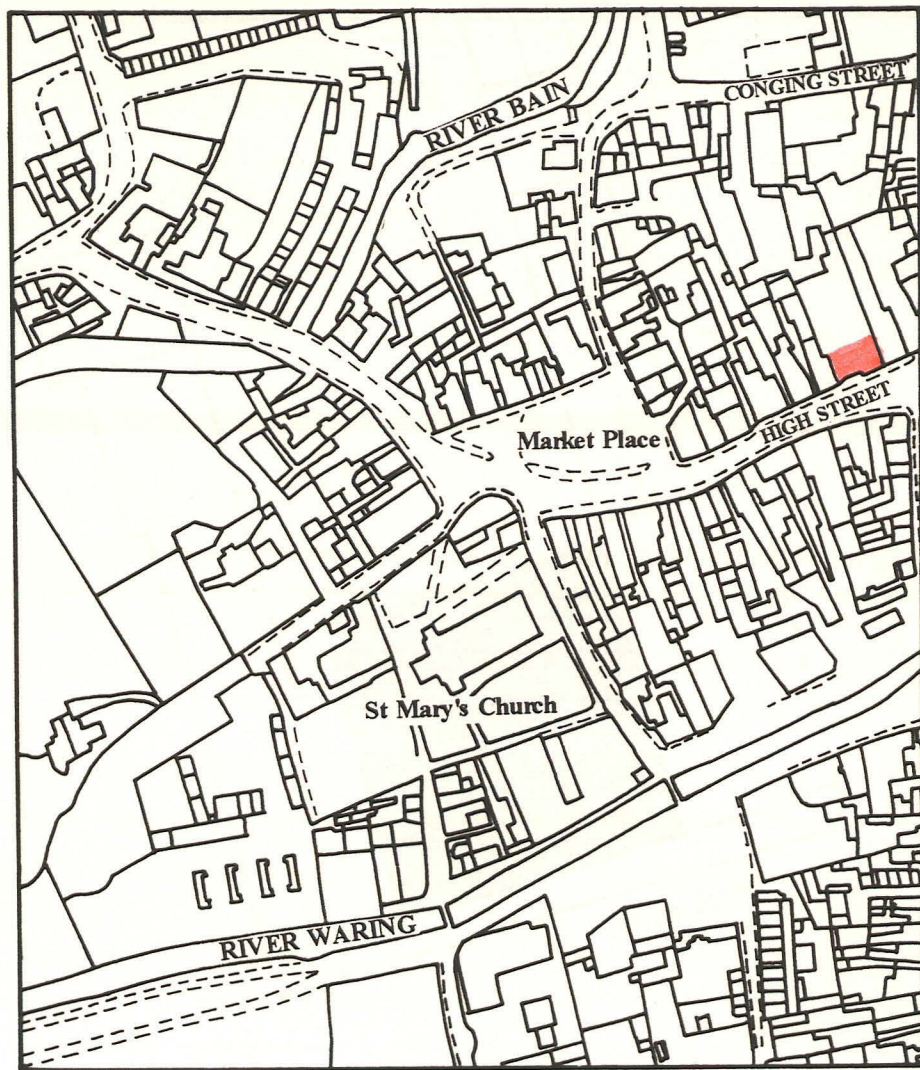 RIVER BAIN
CONGING STREET
HIGH STREET
Market Place
St Mary's Church
RIVER WARING